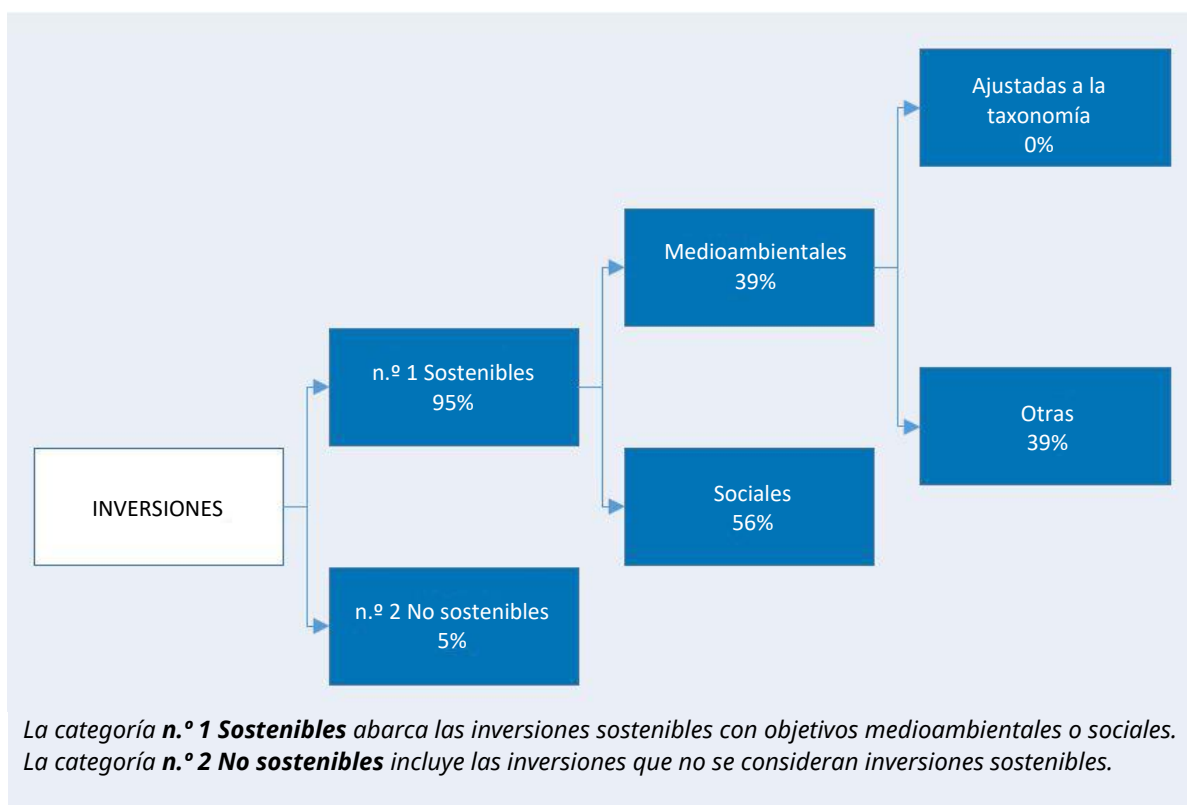 Ajustadas a la
taxonomía
0%
Medioambientales
39%
n.º 1 Sostenibles
95%
Otras
39%
INVERSIONES
Sociales
56%
n.º 2 No sostenibles
5%
La categoría n.º 1 Sostenibles abarca las inversiones sostenibles con objetivos medioambientales o sociales.
La categoría n.º 2 No sostenibles incluye las inversiones que no se consideran inversiones sostenibles.